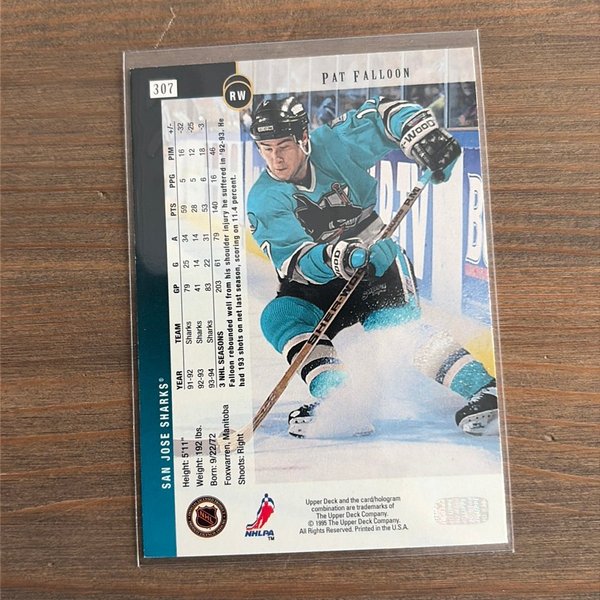 307
RW
PAT FALLOON
SAN JOSE SHARKS®
Height: 5'11"
Weight: 192 lbs.
Born: 9/22/72
Foxwarren, Manitoba
Shoots: Right
YEAR TEAM GP G A PTS PPG PIM +/-
91-92 Sharks 79 25 34 59 5 16 -32
92-93 Sharks 41 14 14 28 5 12 -25
93-94 Sharks 83 22 31 53 6 18 -3
3 NHL SEASONS 203 61 79 140 16 46
Falloon rebounded well from his shoulder injury he suffered in '92-93. He
had 193 shots on net last season, scoring on 11.4 percent.
WOOD
SHER-WOOD
NHL
NHLPA
TM
Upper Deck and the card/hologram
combination are trademarks of
The Upper Deck Company.
© 1995 The Upper Deck Company.
All Rights Reserved. Printed in the U.S.A.